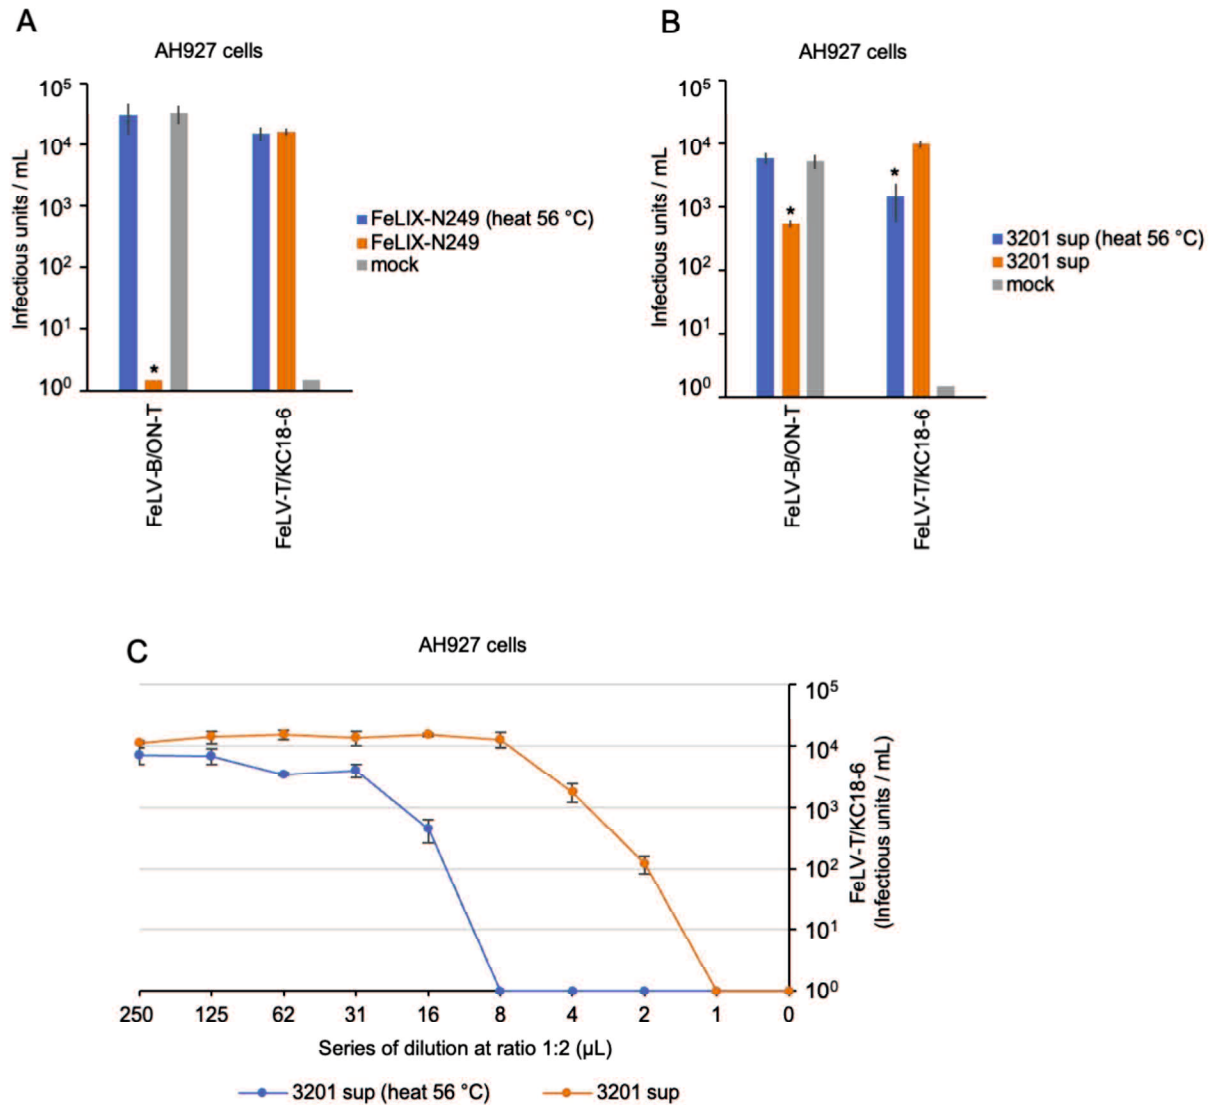 A
AH927 cells
Infectious units / mL
10⁵
10⁴
10³
10²
10¹
10⁰
*
FeLV-B/ON-T
FeLV-T/KC18-6
FeLIX-N249 (heat 56 °C)
FeLIX-N249
mock
B
AH927 cells
Infectious units / mL
10⁵
10⁴
10³
10²
10¹
10⁰
*
*
FeLV-B/ON-T
FeLV-T/KC18-6
3201 sup (heat 56 °C)
3201 sup
mock
C
AH927 cells
10⁵
10⁴
10³
10²
10¹
10⁰
FeLV-T/KC18-6
(Infectious units / mL)
250 125 62 31 16 8 4 2 1 0
Series of dilution at ratio 1:2 (µL)
3201 sup (heat 56 °C) 3201 sup